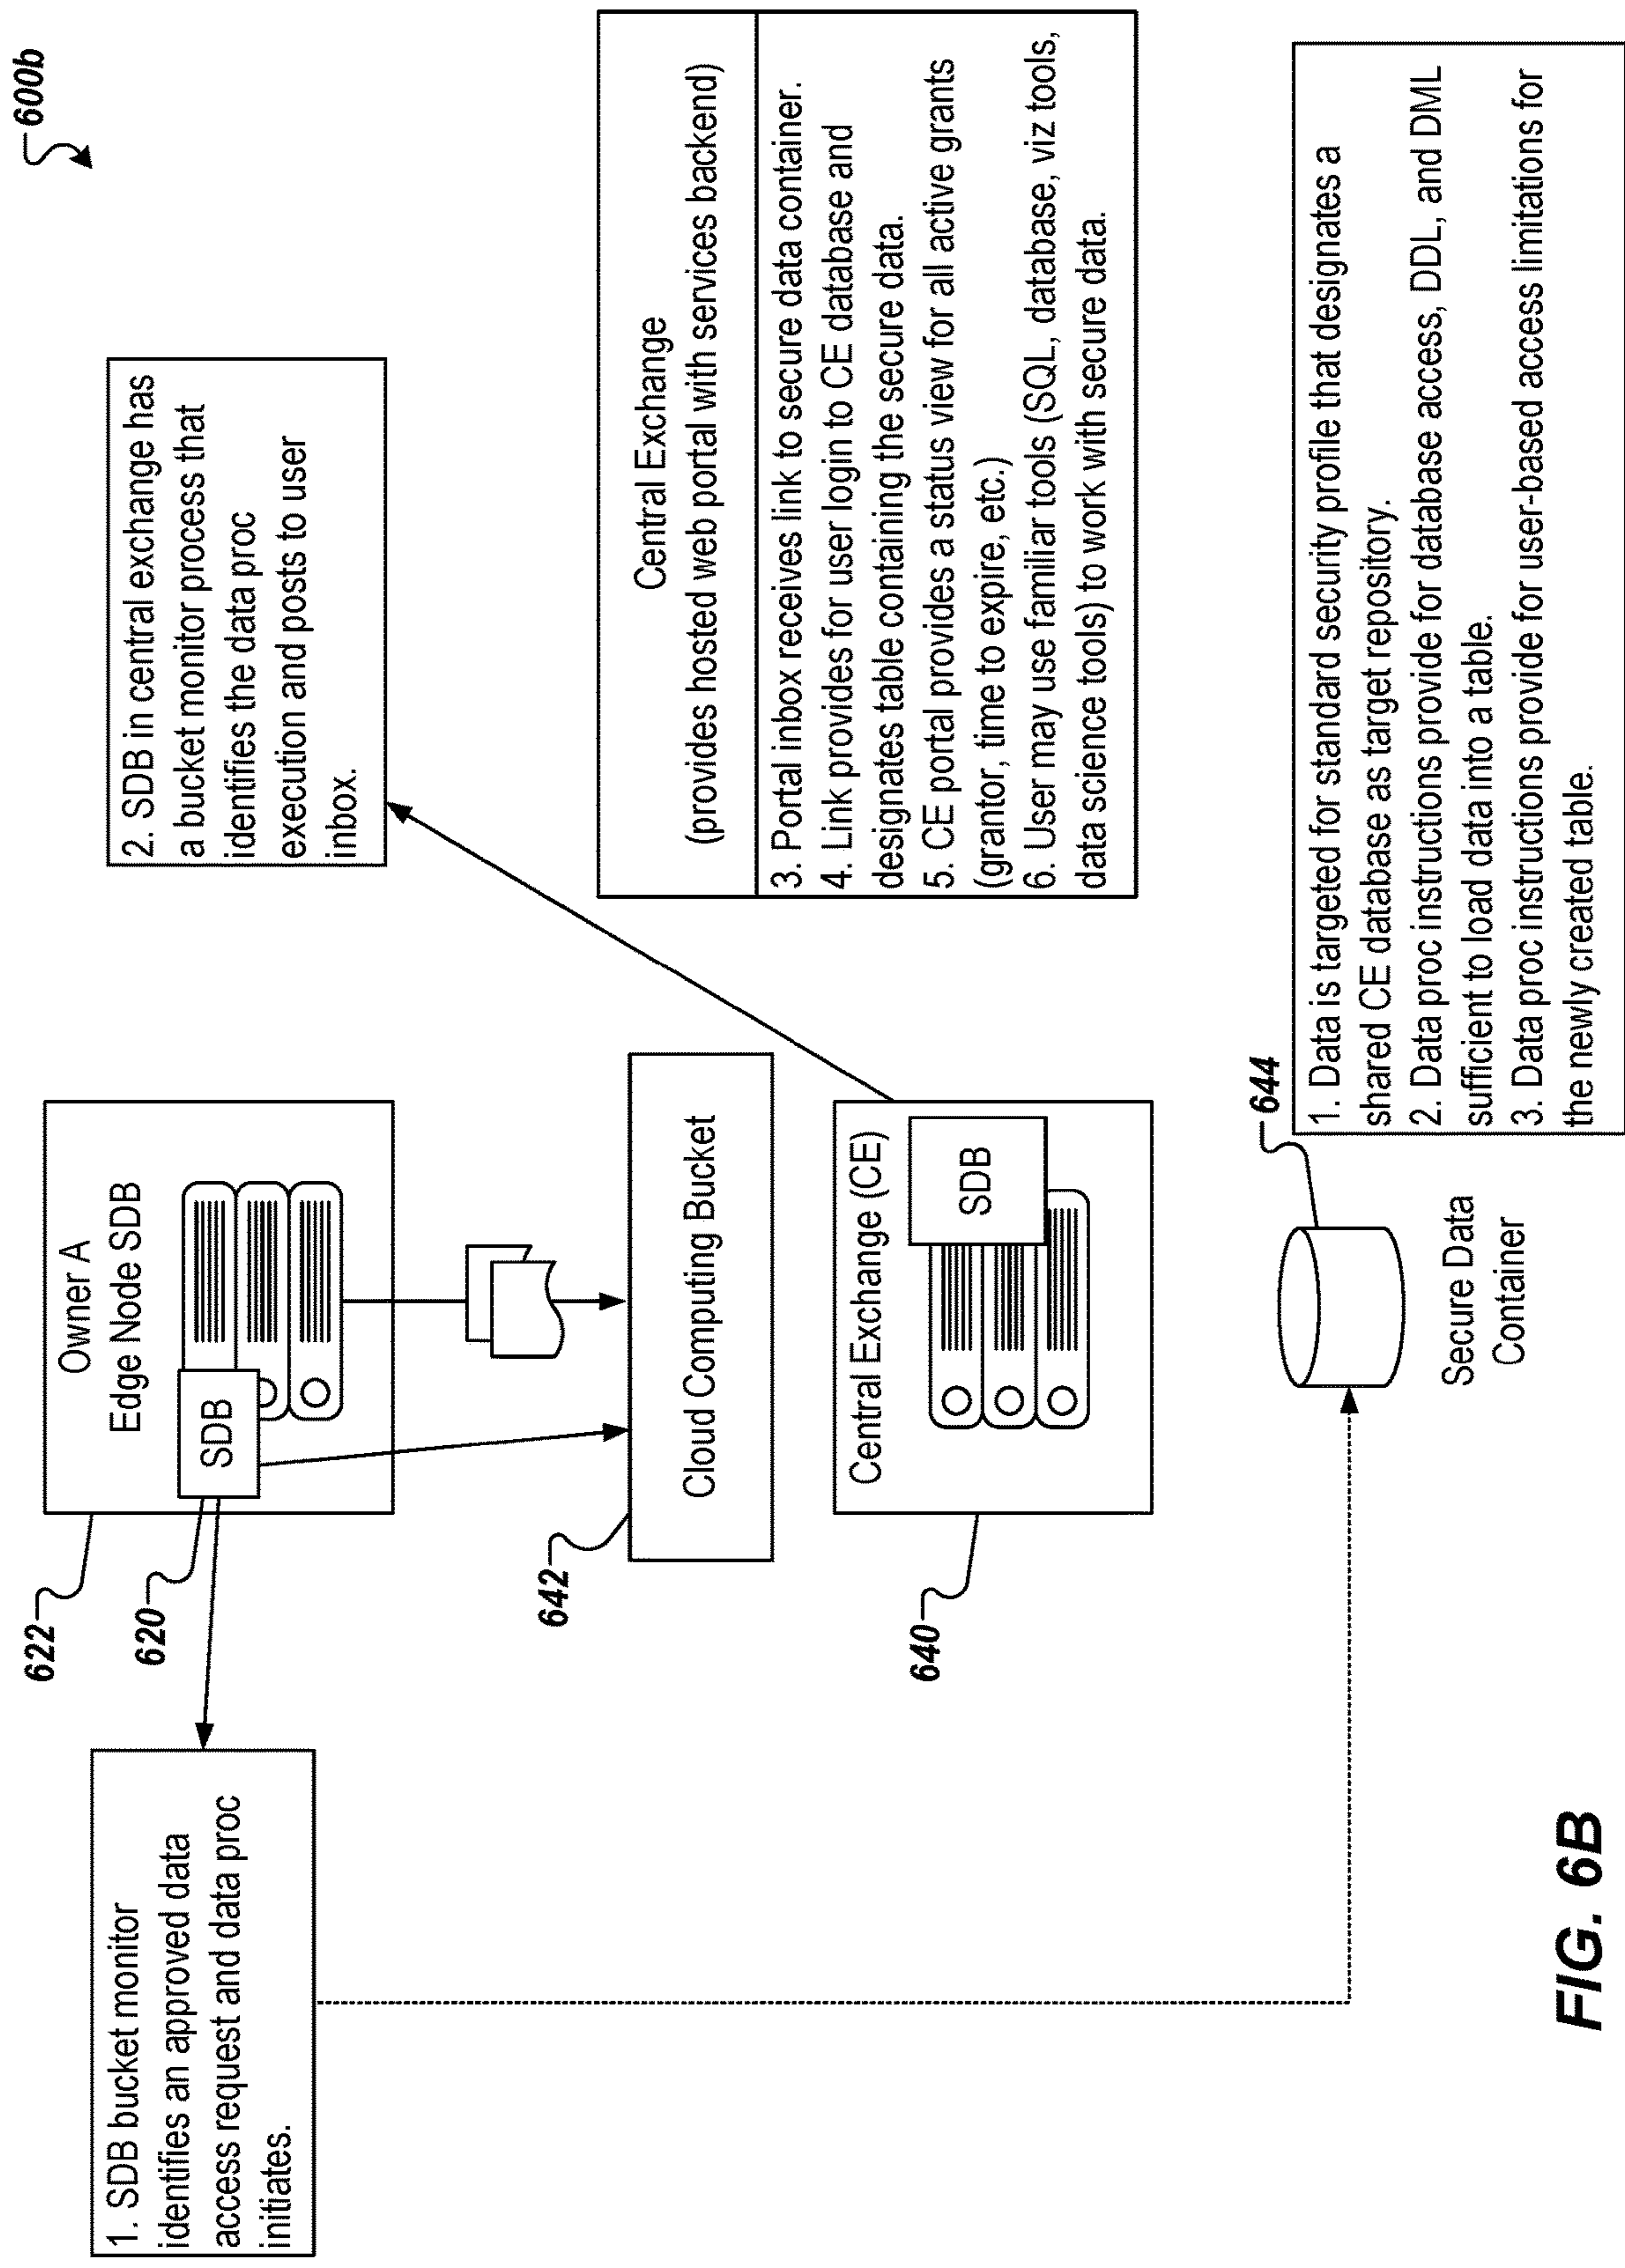 600b
622
620
642
640
644
1. SDB bucket monitor
identifies an approved data
access request and data proc
initiates.
Owner A
Edge Node SDB
SDB
2. SDB in central exchange has
a bucket monitor process that
identifies the data proc
execution and posts to user
inbox.
Cloud Computing Bucket
Central Exchange (CE)
SDB
Central Exchange
(provides hosted web portal with services backend)
3. Portal inbox receives link to secure data container.
4. Link provides for user login to CE database and
designates table containing the secure data.
5. CE portal provides a status view for all active grants
(grantor, time to expire, etc.)
6. User may use familiar tools (SQL, database, viz tools,
data science tools) to work with secure data.
Secure Data
Container
1. Data is targeted for standard security profile that designates a
shared CE database as target repository.
2. Data proc instructions provide for database access, DDL, and DML
sufficient to load data into a table.
3. Data proc instructions provide for user-based access limitations for
the newly created table.
FIG. 6B